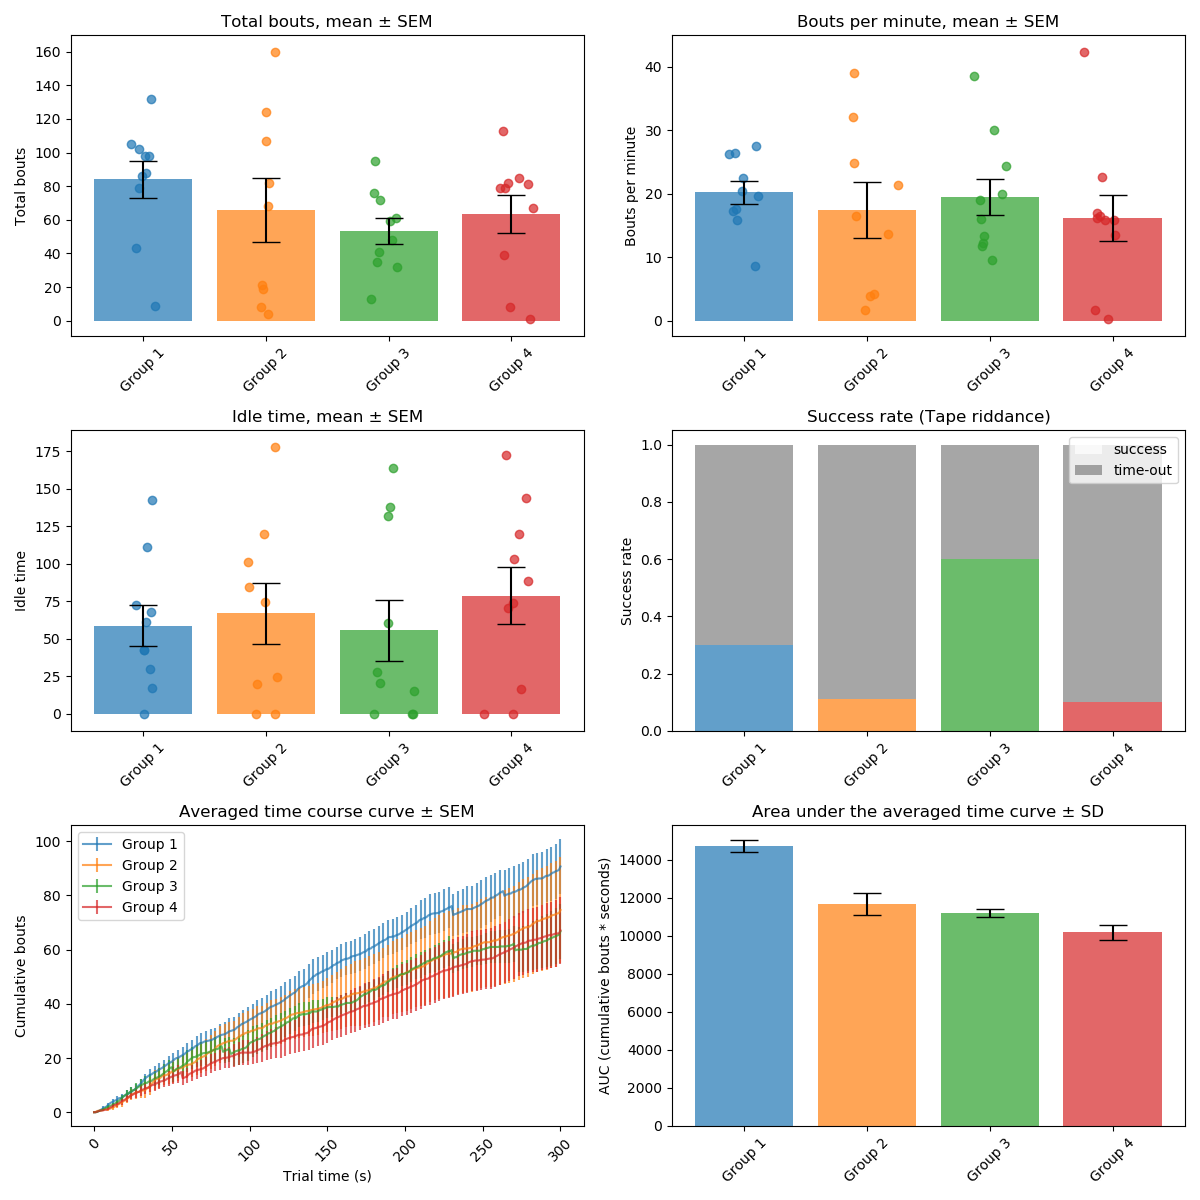 Total bouts, mean ± SEM
Total bouts
160
140
120
100
80
60
40
20
0
Group 1
Group 2
Group 3
Group 4
Bouts per minute, mean ± SEM
Bouts per minute
40
30
20
10
0
Group 1
Group 2
Group 3
Group 4
Idle time, mean ± SEM
Idle time
175
150
125
100
75
50
25
0
Group 1
Group 2
Group 3
Group 4
Success rate (Tape riddance)
Success rate
1.0
0.8
0.6
0.4
0.2
0.0
success
time-out
Group 1
Group 2
Group 3
Group 4
Averaged time course curve ± SEM
Cumulative bouts
100
80
60
40
20
0
Group 1
Group 2
Group 3
Group 4
0
50
100
150
200
250
300
Trial time (s)
Area under the averaged time curve ± SD
AUC (cumulative bouts * seconds)
14000
12000
10000
8000
6000
4000
2000
0
Group 1
Group 2
Group 3
Group 4